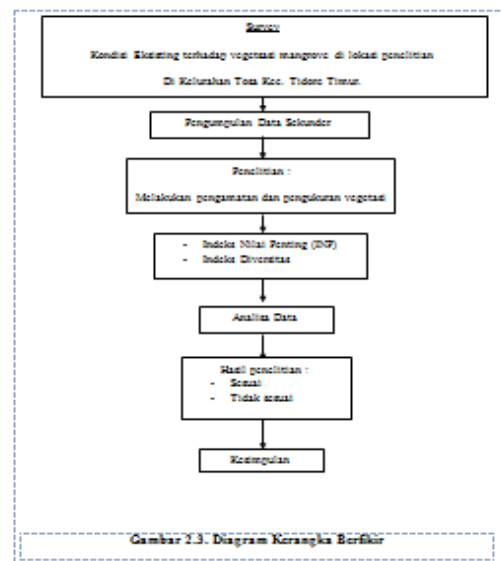 Survey
Kondisi Eksisting terhadap vegetasi mangrove di lokasi penelitian
Di Kelurahan Tosa Kec. Tidore Timur.
Pengumpulan Data Sekunder
Penelitian :
Melakukan pengamatan dan pengukuran vegetasi
- Indeks Nilai Penting (INP)
- Indeks Diversitas
Analisa Data
Hasil penelitian :
- Sesuai
- Tidak sesuai
Kesimpulan
Gambar 2.3. Diagram Kerangka Berfikir